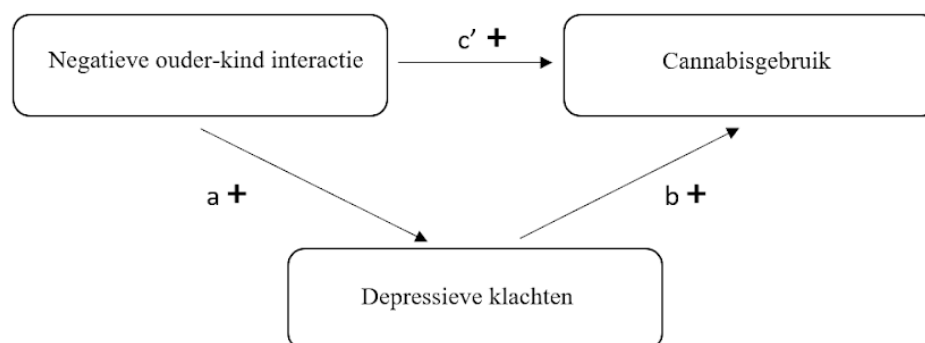 Negatieve ouder-kind interactie
c’ +
Cannabisgebruik
a +
b +
Depressieve klachten